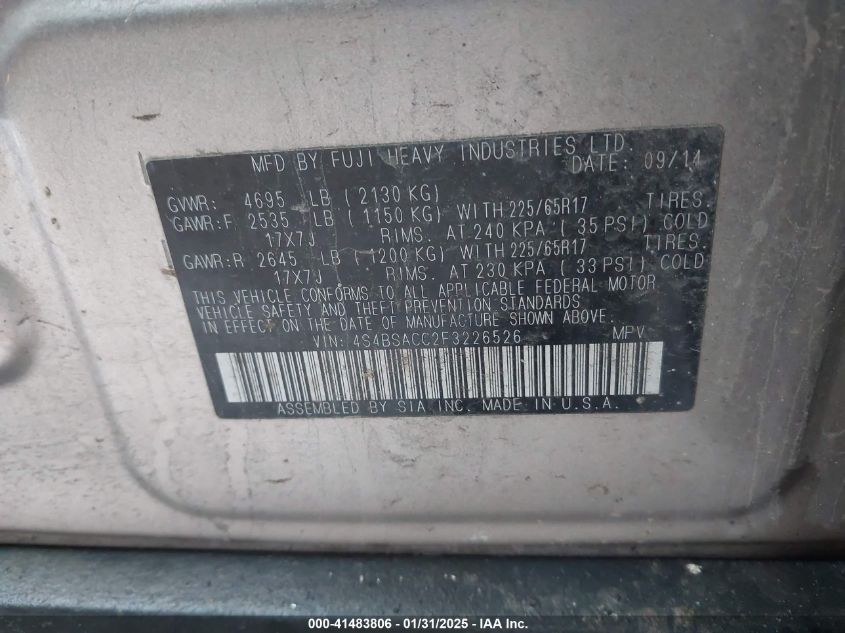 MFD BY FUJI HEAVY INDUSTRIES LTD.
DATE: 09/14
GVWR: 4695 LB ( 2130 KG)
GAWR:F 2535 LB ( 1150 KG) WITH 225/65R17 TIRES.
17X7J RIMS. AT 240 KPA ( 35 PSI) COLD
GAWR:R 2645 LB ( 1200 KG) WITH 225/65R17 TIRES.
17X7J RIMS. AT 230 KPA ( 33 PSI) COLD
THIS VEHICLE CONFORMS TO ALL APPLICABLE FEDERAL MOTOR
VEHICLE SAFETY AND THEFT PREVENTION STANDARDS
IN EFFECT ON THE DATE OF MANUFACTURE SHOWN ABOVE.
VIN: 4S4BSACC2F3226526 MPV
ASSEMBLED BY SIA INC. MADE IN U.S.A.
000-41483806 - 01/31/2025 - © IAA Inc.